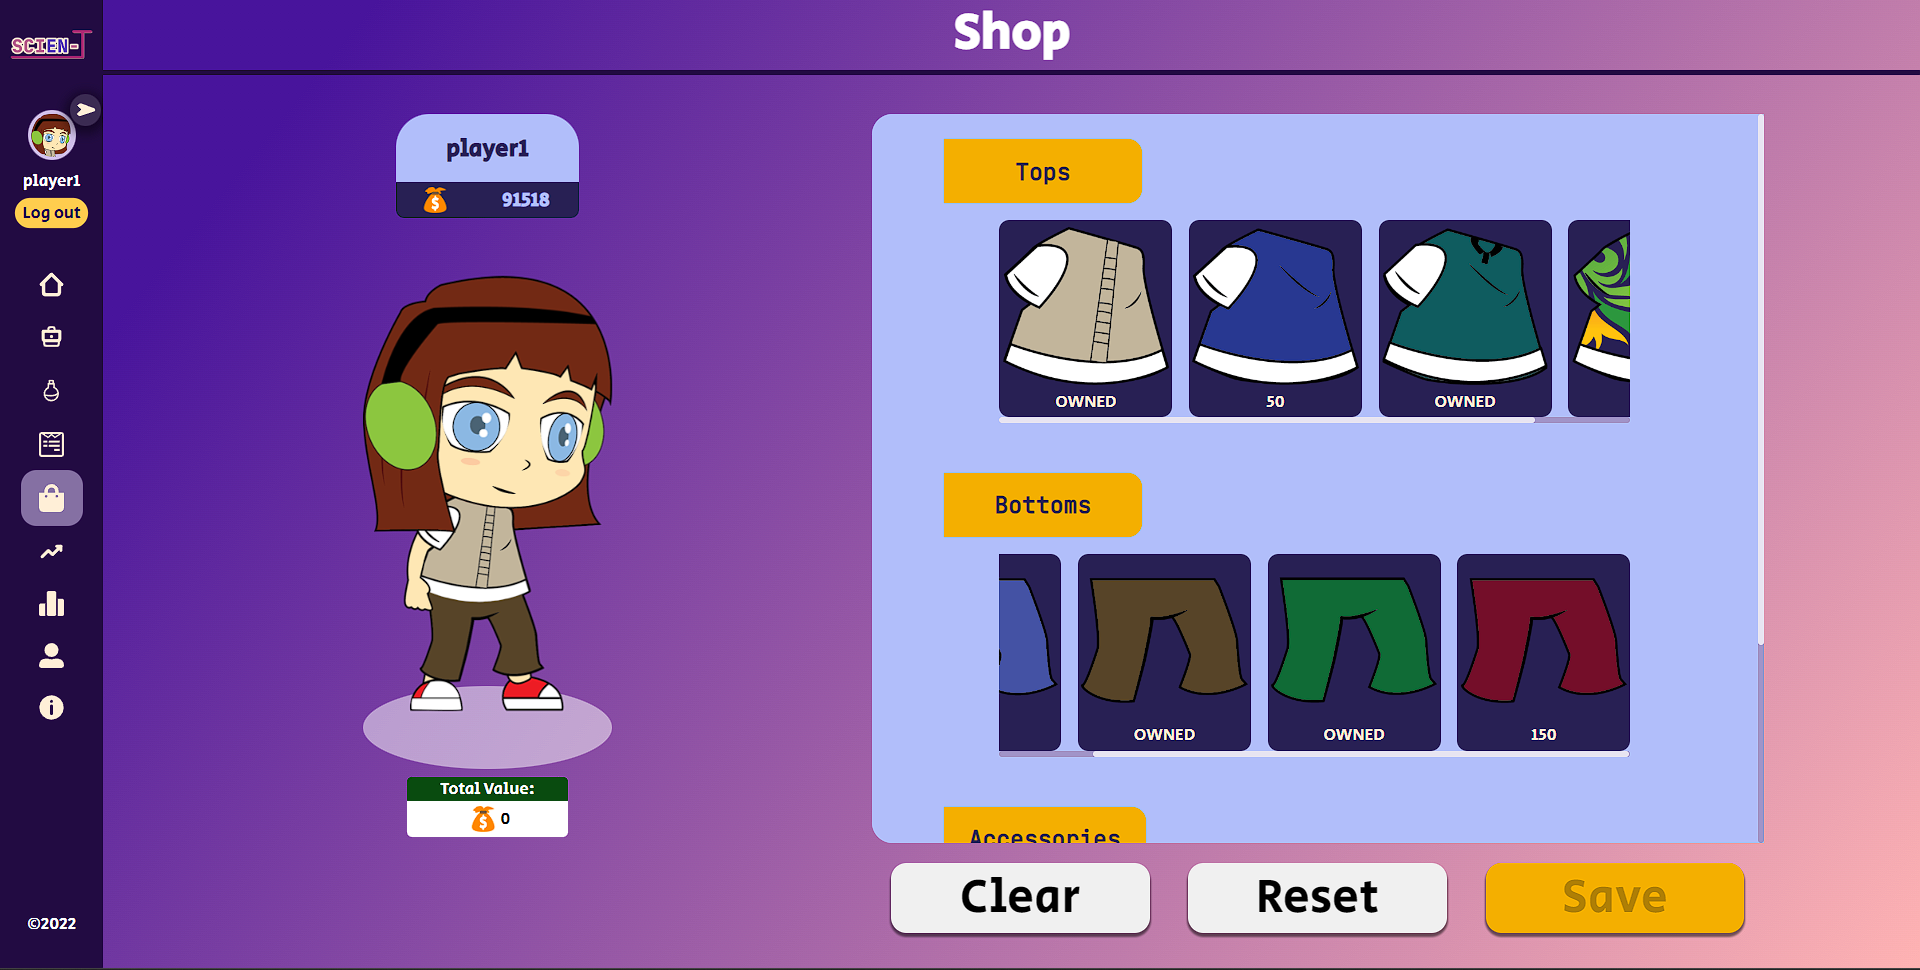 Shop
SCIEN-T
player1
Log out
©2022
player1
91518
Total Value:
0
Tops
OWNED
50
OWNED
Bottoms
OWNED
OWNED
150
Accessories
Clear
Reset
Save